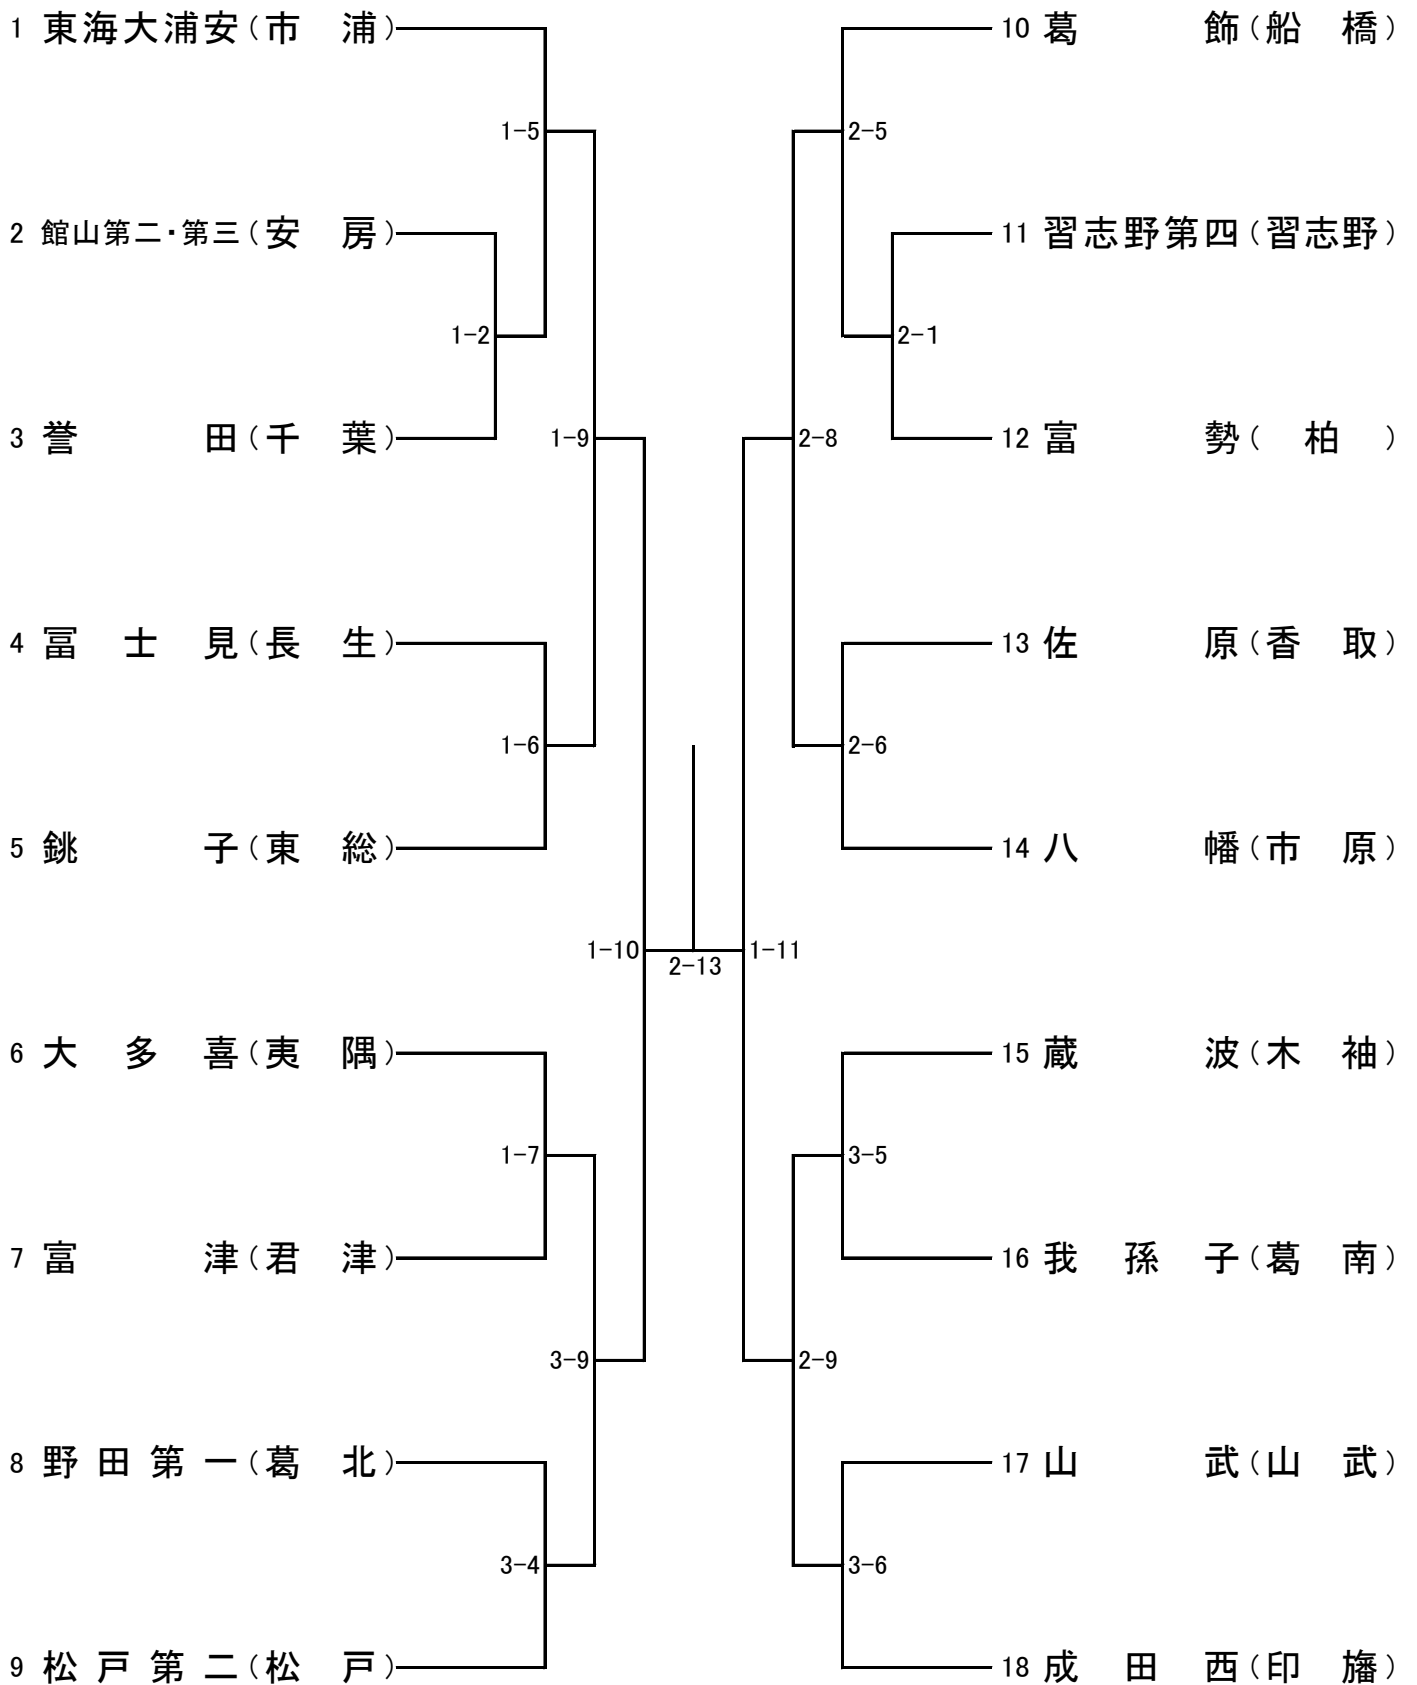 1 東海大浦安(市 浦)
1-5
2 館山第二・第三(安 房)
1-2
3 誉 田(千 葉)
1-9
4 冨 士 見(長 生)
1-6
5 銚 子(東 総)
1-10
6 大 多 喜(夷 隅)
1-7
7 富 津(君 津)
3-9
8 野田第一(葛 北)
3-4
9 松戸第二(松 戸)
2-13
10 葛 飾(船 橋)
2-5
11 習志野第四(習志野)
2-1
12 富 勢( 柏 )
2-8
13 佐 原(香 取)
2-6
14 八 幡(市 原)
1-11
15 蔵 波(木 袖)
3-5
16 我 孫 子(葛 南)
2-9
17 山 武(山 武)
3-6
18 成 田 西(印 旛)